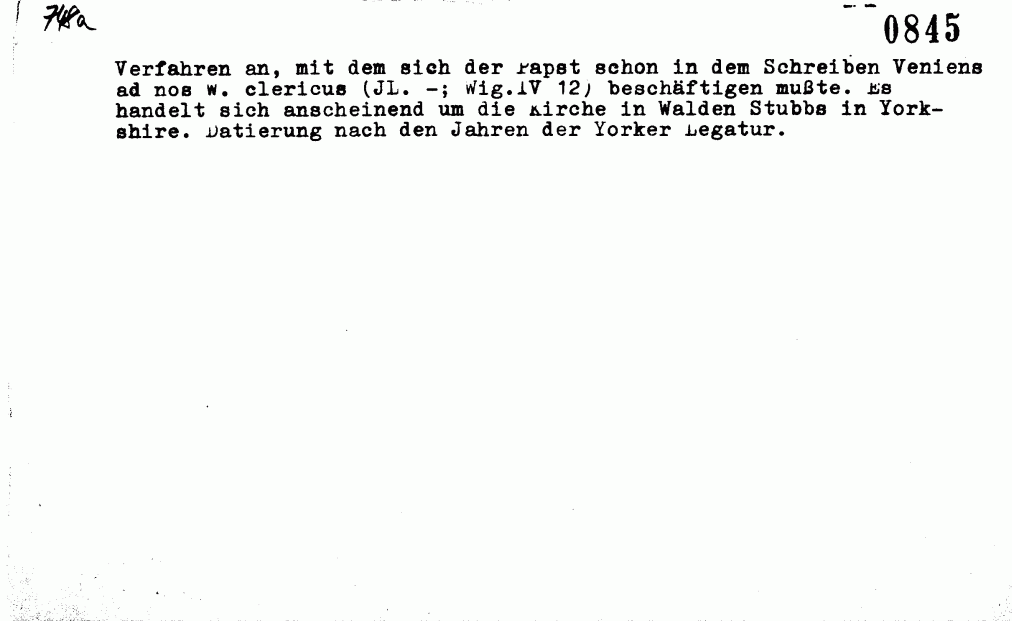 748a
0845
Verfahren an, mit dem sich der Papst schon in dem Schreiben Veniens
ad nos W. clericus (JL. -; Wig.IV 12) beschäftigen mußte. Es
handelt sich anscheinend um die Kirche in Walden Stubbs in York-
shire. Datierung nach den Jahren der Yorker Legatur.